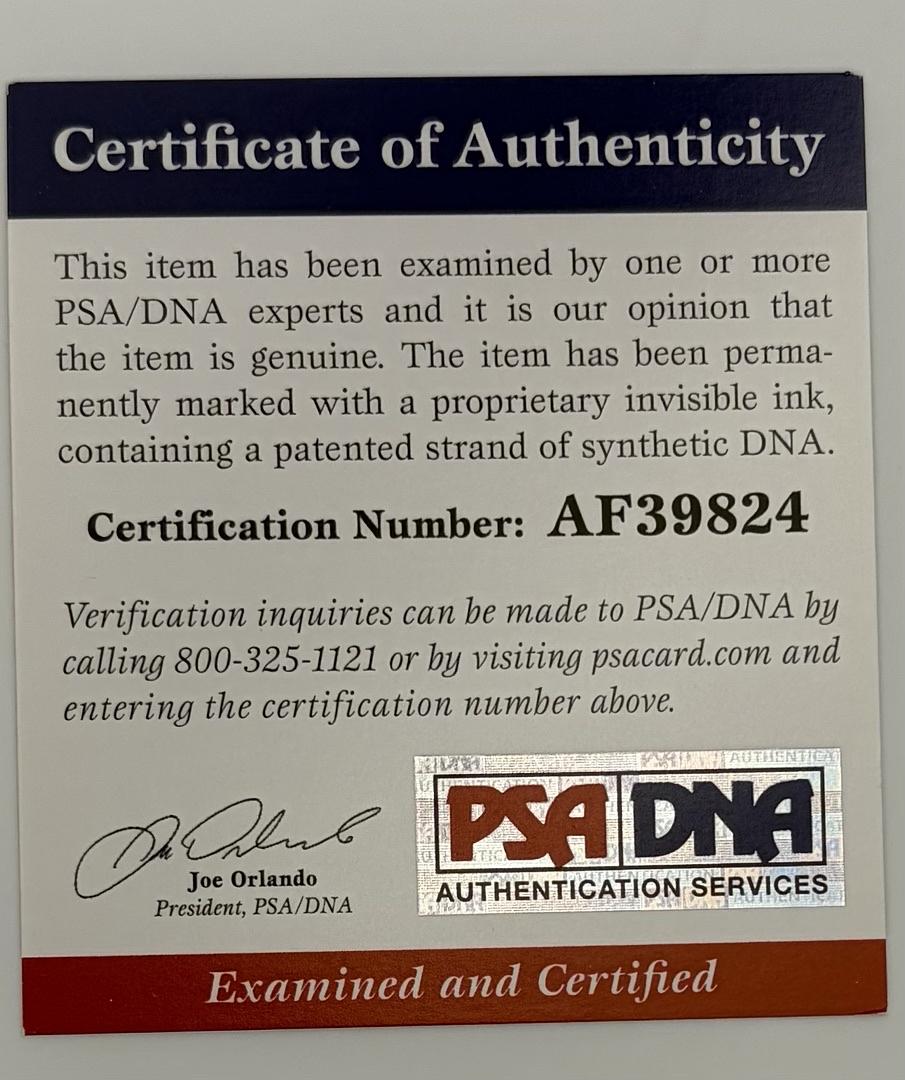 Certificate of Authenticity
This item has been examined by one or more
PSA/DNA experts and it is our opinion that
the item is genuine. The item has been perma-
nently marked with a proprietary invisible ink,
containing a patented strand of synthetic DNA.
Certification Number: AF39824
Verification inquiries can be made to PSA/DNA by
calling 800-325-1121 or by visiting psacard.com and
entering the certification number above.
Joe Orlando
President, PSA/DNA
PSA DNA
AUTHENTICATION SERVICES
Examined and Certified